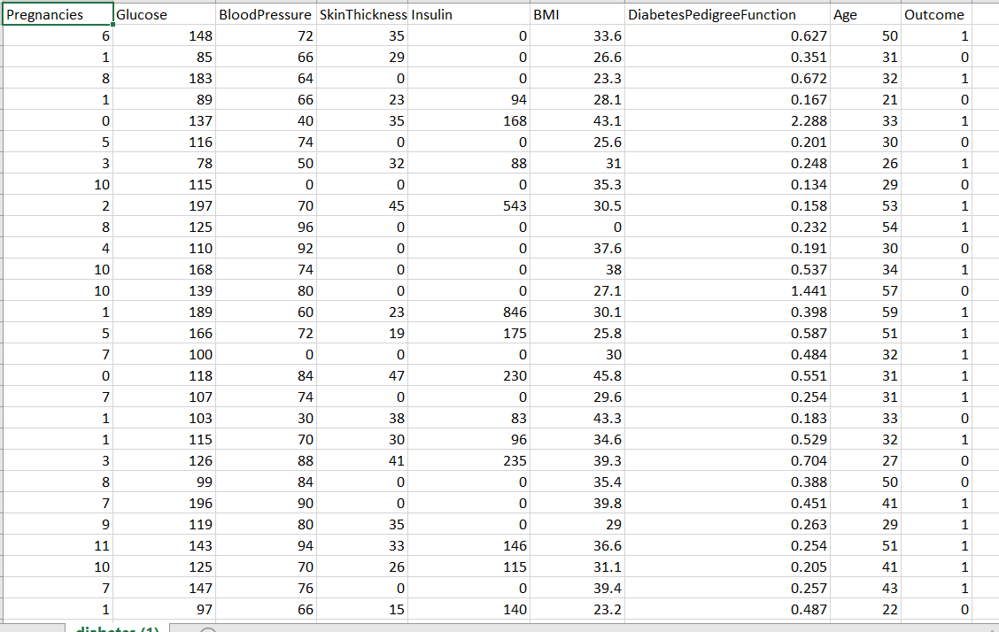 Pregnancies Glucose BloodPressure SkinThickness Insulin BMI DiabetesPedigreeFunction Age Outcome
6 148 72 35 0 33.6 0.627 50 1
1 85 66 29 0 26.6 0.351 31 0
8 183 64 0 0 23.3 0.672 32 1
1 89 66 23 94 28.1 0.167 21 0
0 137 40 35 168 43.1 2.288 33 1
5 116 74 0 0 25.6 0.201 30 0
3 78 50 32 88 31 0.248 26 1
10 115 0 0 0 35.3 0.134 29 0
2 197 70 45 543 30.5 0.158 53 1
8 125 96 0 0 0 0.232 54 1
4 110 92 0 0 37.6 0.191 30 0
10 168 74 0 0 38 0.537 34 1
10 139 80 0 0 27.1 1.441 57 0
1 189 60 23 846 30.1 0.398 59 1
5 166 72 19 175 25.8 0.587 51 1
7 100 0 0 0 30 0.484 32 1
0 118 84 47 230 45.8 0.551 31 1
7 107 74 0 0 29.6 0.254 31 1
1 103 30 38 83 43.3 0.183 33 0
1 115 70 30 96 34.6 0.529 32 1
3 126 88 41 235 39.3 0.704 27 0
8 99 84 0 0 35.4 0.388 50 0
7 196 90 0 0 39.8 0.451 41 1
9 119 80 35 0 29 0.263 29 1
11 143 94 33 146 36.6 0.254 51 1
10 125 70 26 115 31.1 0.205 41 1
7 147 76 0 0 39.4 0.257 43 1
1 97 66 15 140 23.2 0.487 22 0
diabetes (1)